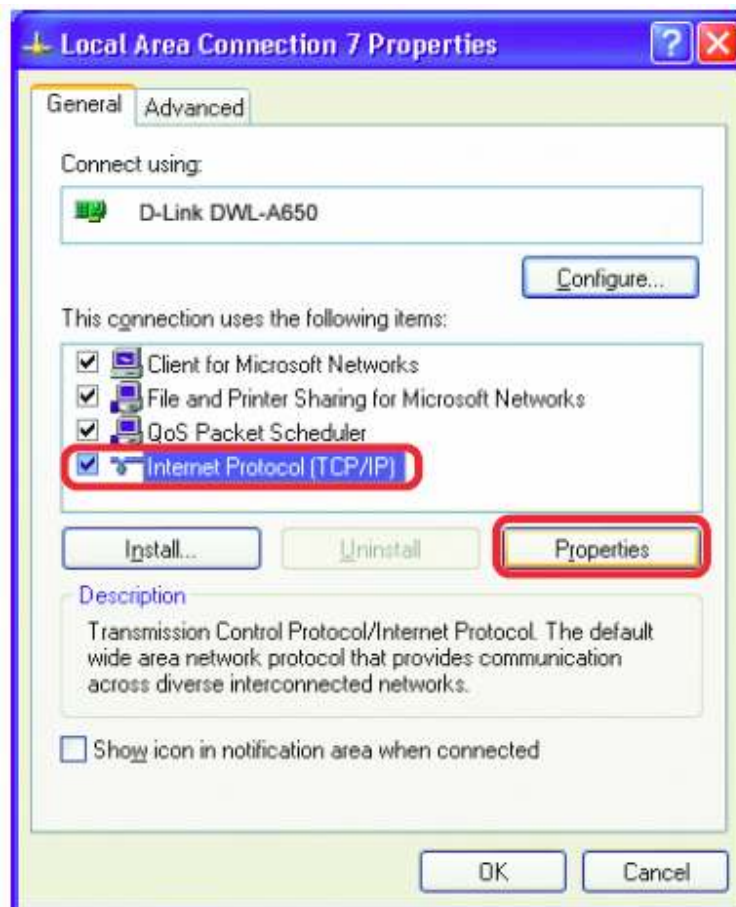 Local Area Connection 7 Properties
General Advanced
Connect using:
D-Link DWL-A650
Configure...
This connection uses the following items:
Client for Microsoft Networks
File and Printer Sharing for Microsoft Networks
QoS Packet Scheduler
Internet Protocol (TCP/IP)
Install... Uninstall Properties
Description
Transmission Control Protocol/Internet Protocol. The default
wide area network protocol that provides communication
across diverse interconnected networks.
Show icon in notification area when connected
OK Cancel